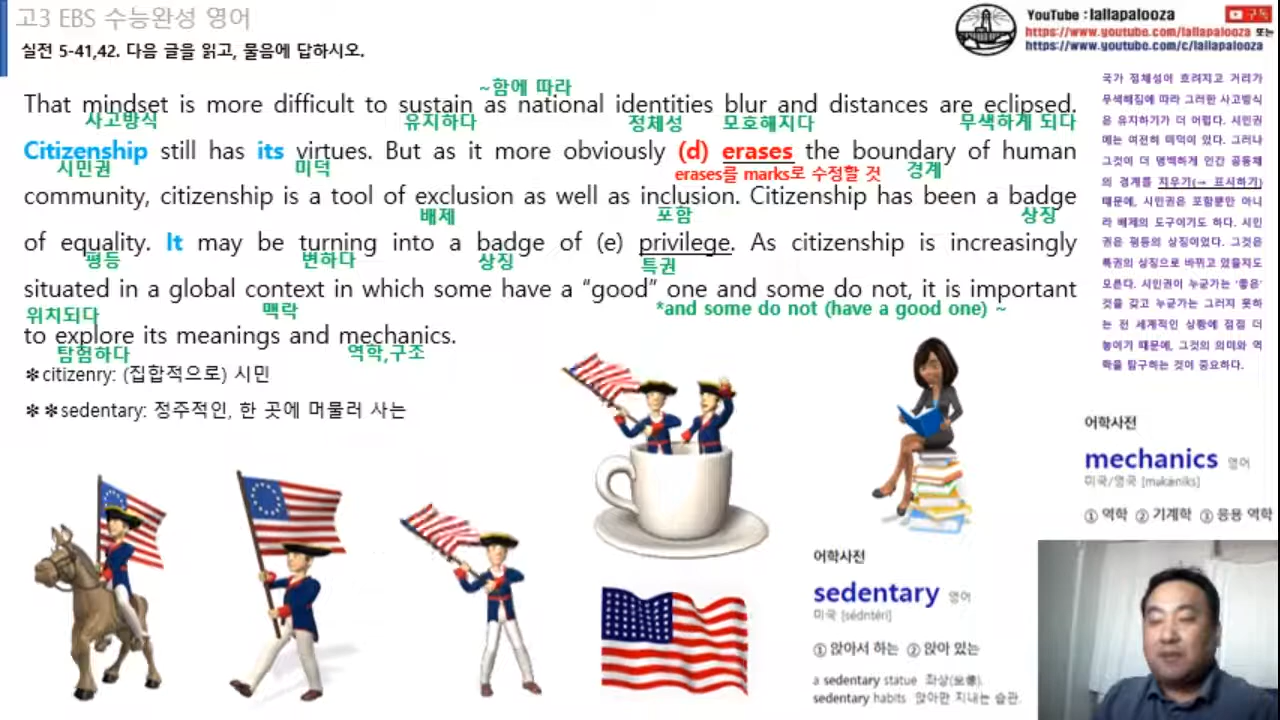 고3 EBS 수능완성 영어
실전 5-41,42. 다음 글을 읽고, 물음에 답하시오.
YouTube : lallapalooza
구독
https://www.youtube.com/lallapalooza 또는
https://www.youtube.com/c/lallapalooza
~함에 따라
That mindset is more difficult to sustain as national identities blur and distances are eclipsed.
사고방식 유지하다 정체성 모호해지다 무색하게 되다
Citizenship still has its virtues. But as it more obviously (d) erases the boundary of human
시민권 미덕 erases를 marks로 수정할 것 경계
community, citizenship is a tool of exclusion as well as inclusion. Citizenship has been a badge
배제 포함 상징
of equality. It may be turning into a badge of (e) privilege. As citizenship is increasingly
평등 변하다 상징 특권
situated in a global context in which some have a “good” one and some do not, it is important
위치되다 맥락 *and some do not (have a good one) ~
to explore its meanings and mechanics.
탐험하다 역학,구조
*citizenry: (집합적으로) 시민
**sedentary: 정주적인, 한 곳에 머물러 사는
국가 정체성이 흐려지고 거리가
무색해짐에 따라 그러한 사고방식
은 유지하기가 더 어렵다. 시민권
에는 여전히 미덕이 있다. 그러나
그것이 더 명백하게 인간 공동체
의 경계를 지우기(→ 표시하기)
때문에, 시민권은 포함뿐만 아니
라 배제의 도구이기도 하다. 시민
권은 평등의 상징이었다. 그것은
특권의 상징으로 바뀌고 있을지도
모른다. 시민권이 누군가는 ‘좋은’
것을 갖고 누군가는 그러지 못하
는 전 세계적인 상황에 점점 더
놓이기 때문에, 그것의 의미와 역
학을 탐구하는 것이 중요하다.
어학사전
mechanics 영어
미국/영국 [məkӕniks]
① 역학 ② 기계학 ③ 응용 역학
어학사전
sedentary 영어
미국 [sédntèri]
① 앉아서 하는 ② 앉아 있는
a sedentary statue 좌상(坐像).
sedentary habits 앉아만 지내는 습관.